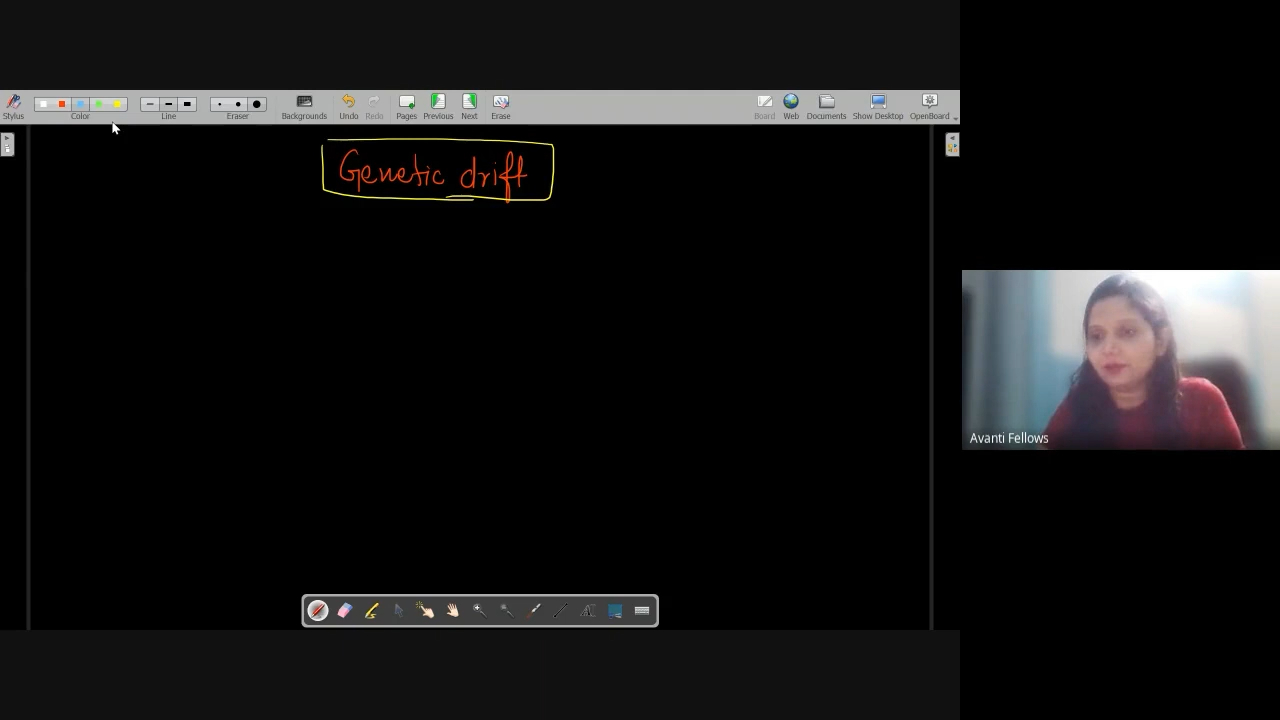 Stylus Color Line Eraser Backgrounds Undo Redo Pages Previous Next Erase Board Web Documents Show Desktop OpenBoard
Genetic drift
Avanti Fellows